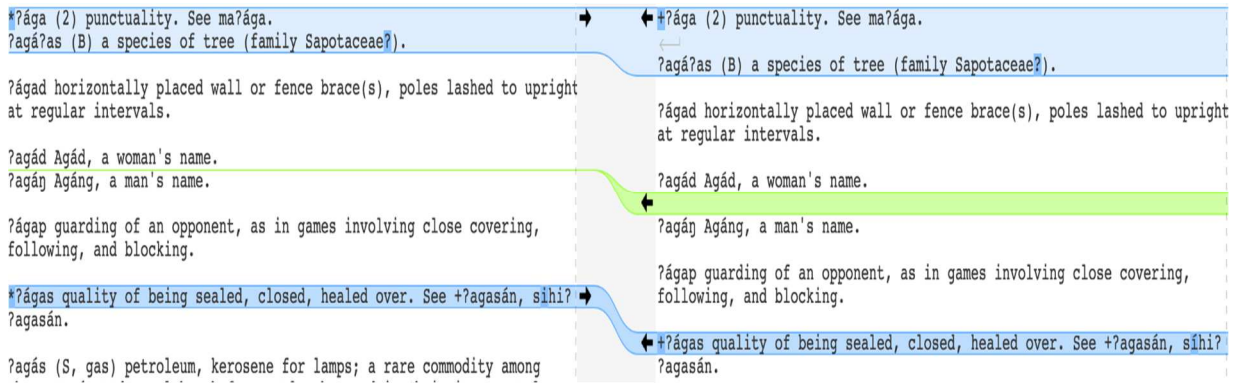 *?ága (2) punctuality. See ma?ága.
?agá?as (B) a species of tree (family Sapotaceae?).
?ágad horizontally placed wall or fence brace(s), poles lashed to upright
at regular intervals.
?agád Agád, a woman's name.
?agáŋ Agáng, a man's name.
?ágap guarding of an opponent, as in games involving close covering,
following, and blocking.
*?ágas quality of being sealed, closed, healed over. See +?agasán, sihi?
?agasán.
?agás (S, gas) petroleum, kerosene for lamps; a rare commodity among
+?ága (2) punctuality. See ma?ága.
?agá?as (B) a species of tree (family Sapotaceae?).
?ágad horizontally placed wall or fence brace(s), poles lashed to upright
at regular intervals.
?agád Agád, a woman's name.
?agáŋ Agáng, a man's name.
?ágap guarding of an opponent, as in games involving close covering,
following, and blocking.
+?ágas quality of being sealed, closed, healed over. See +?agasán, síhi?
?agasán.